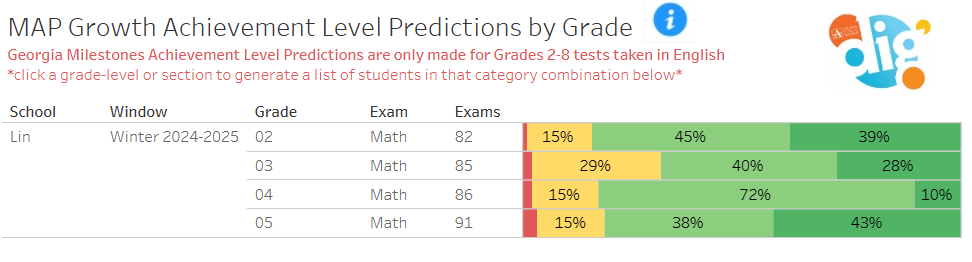 MAP Growth Achievement Level Predictions by Grade
i
Georgia Milestones Achievement Level Predictions are only made for Grades 2-8 tests taken in English
*click a grade-level or section to generate a list of students in that category combination below*
dig
School Window Grade Exam Exams
Lin Winter 2024-2025 02 Math 82 15% 45% 39%
03 Math 85 29% 40% 28%
04 Math 86 15% 72% 10%
05 Math 91 15% 38% 43%